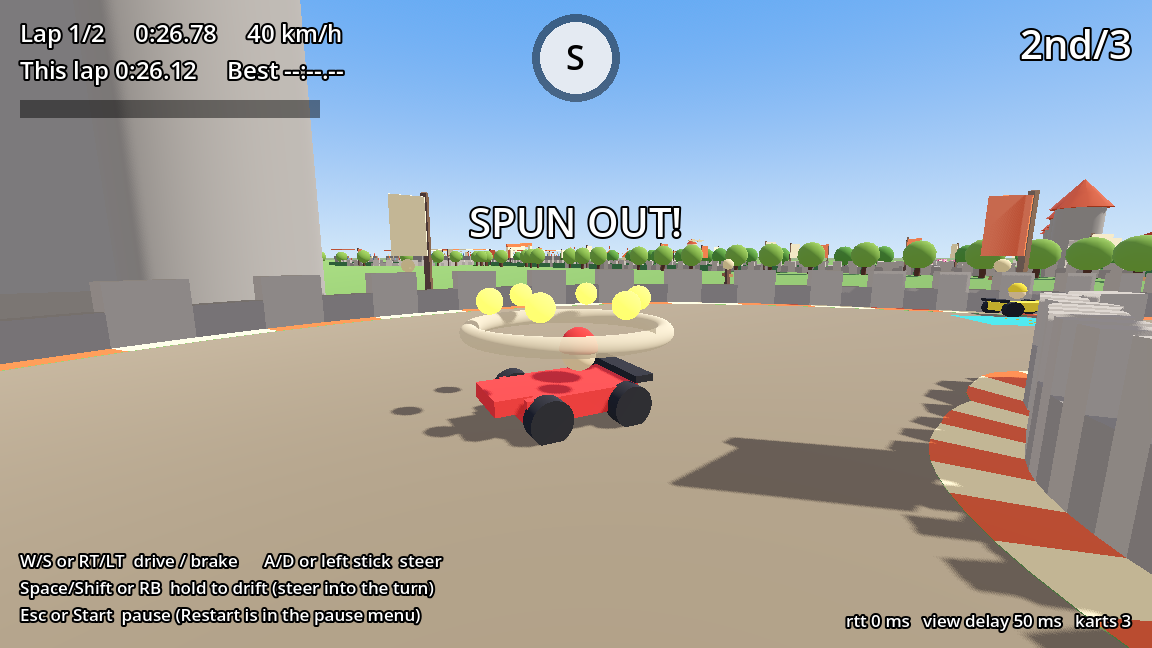 Lap 1/2 0:26.78 40 km/h
This lap 0:26.12 Best --:--.--
S
2nd/3
SPUN OUT!
W/S or RT/LT drive / brake A/D or left stick steer
Space/Shift or RB hold to drift (steer into the turn)
Esc or Start pause (Restart is in the pause menu)
rtt 0 ms view delay 50 ms karts 3